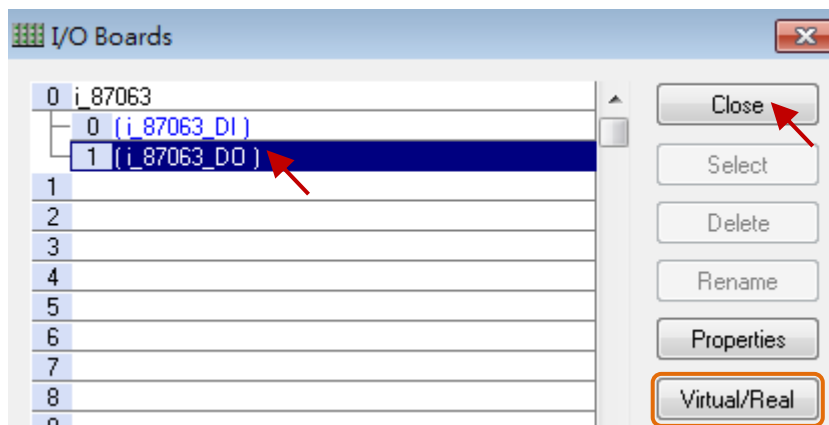 I/O Boards
0 i_87063
0 ( i_87063_DI )
1 ( i_87063_DO )
1
2
3
4
5
6
7
8
Close
Select
Delete
Rename
Properties
Virtual/Real